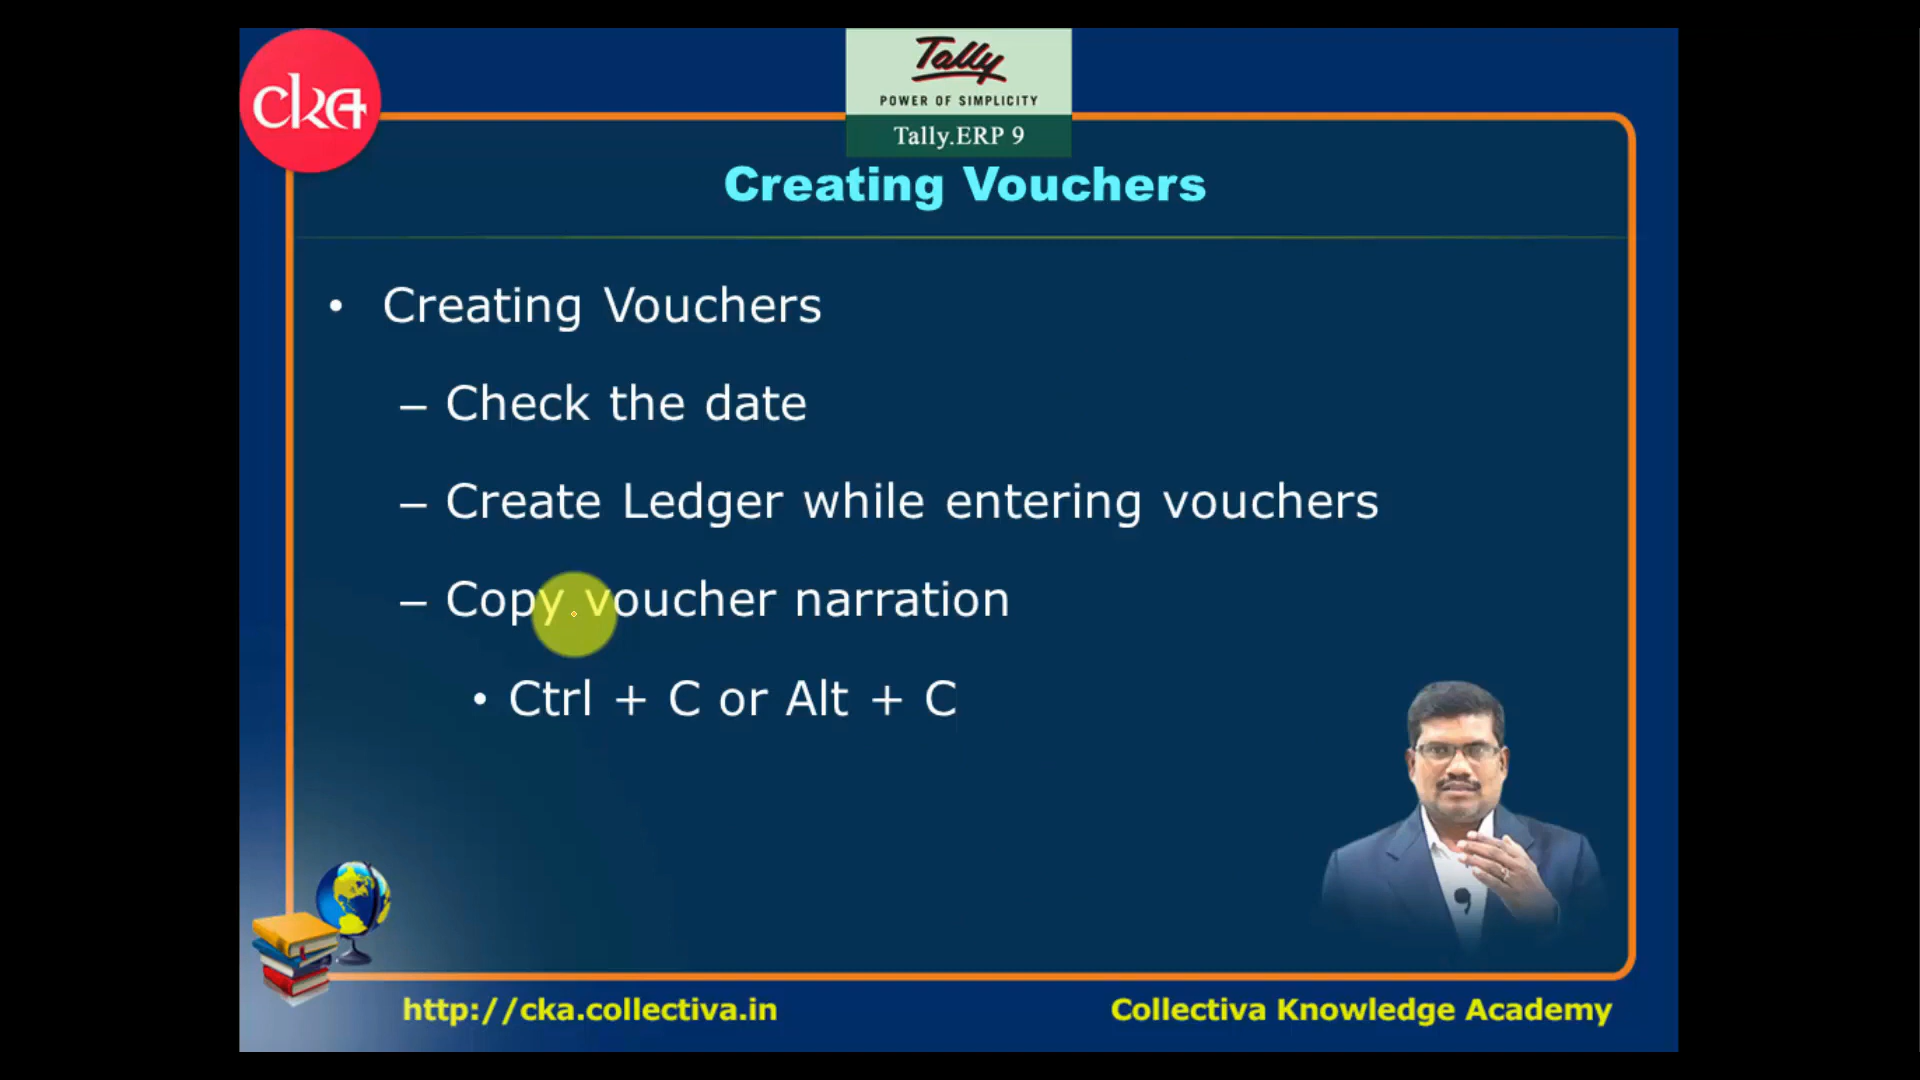 cka
Tally
POWER OF SIMPLICITY
Tally.ERP 9
Creating Vouchers
• Creating Vouchers
– Check the date
– Create Ledger while entering vouchers
– Copy voucher narration
• Ctrl + C or Alt + C
http://cka.collectiva.in
Collectiva Knowledge Academy